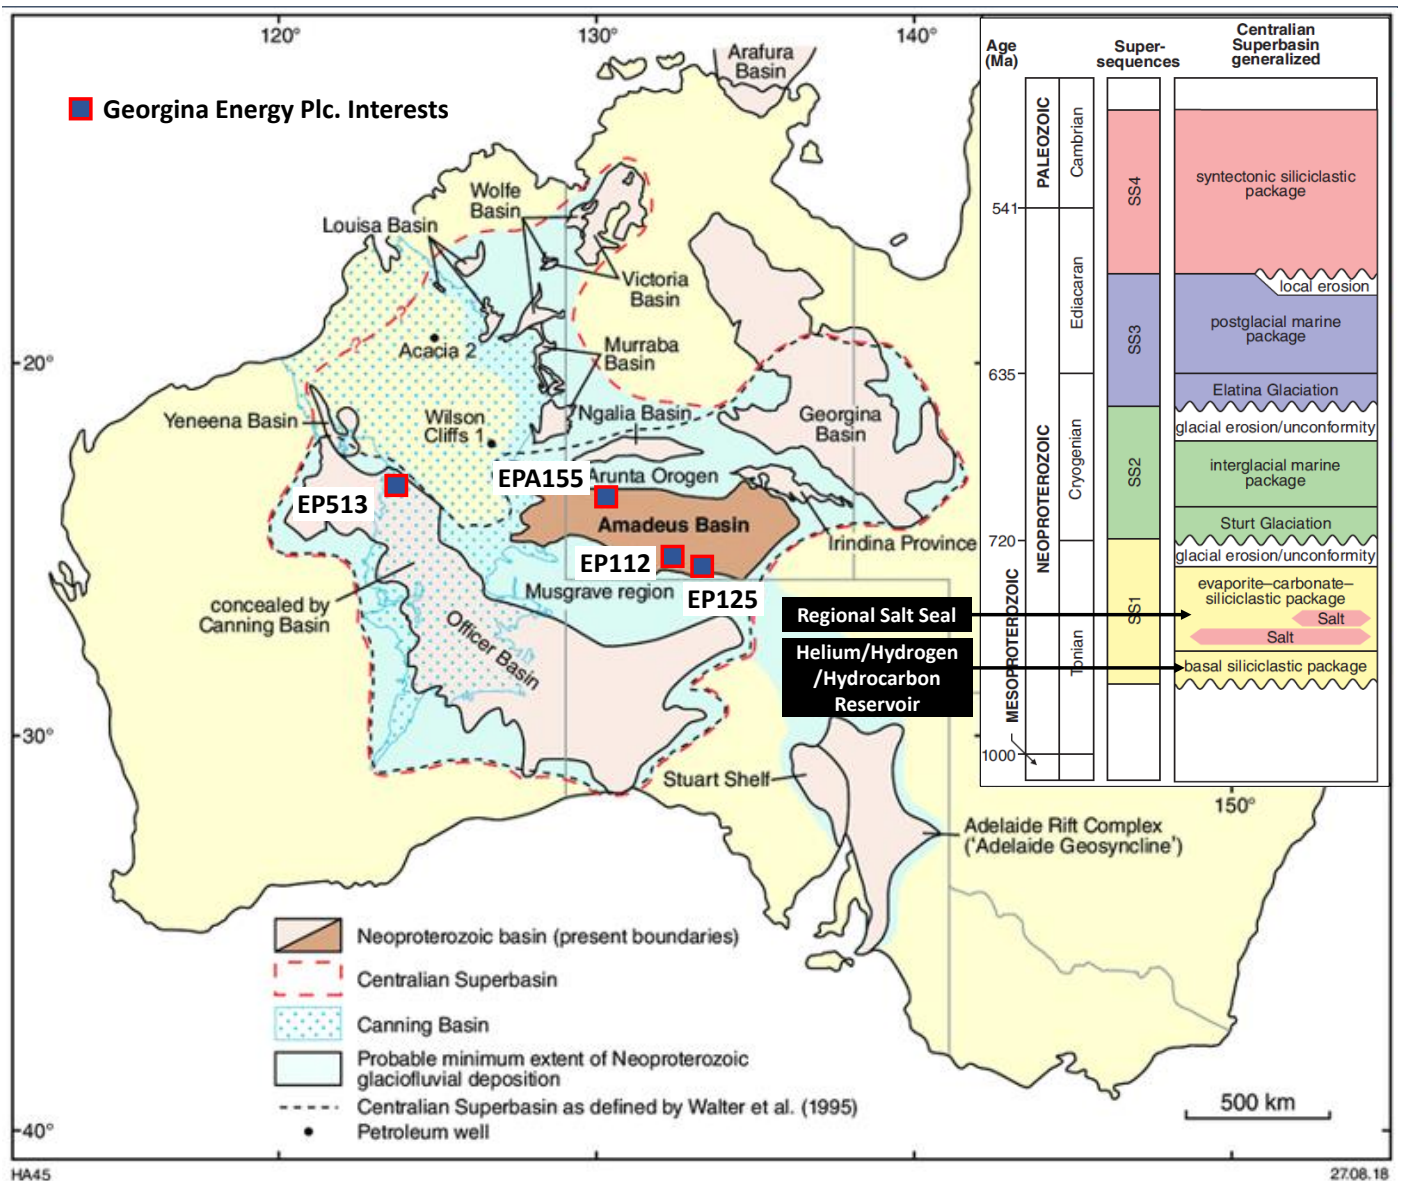 120°
130°
140°
Georgina Energy Plc. Interests
Arafura
Basin
Wolfe
Basin
Louisa Basin
Victoria
Basin
Acacia 2
Murraba
Basin
20°
Yeneena Basin
Wilson
Cliffs 1
Ngalia Basin
Georgina
Basin
EPA155
Arunta Orogen
EP513
Amadeus Basin
Irindina Province
EP112
Musgrave region
EP125
concealed by
Canning Basin
Officer Basin
30°
Stuart Shelf
150°
Adelaide Rift Complex
('Adelaide Geosyncline')
Age
(Ma)
Super-
sequences
Centralian
Superbasin
generalized
PALEOZOIC
Cambrian
SS4
syntectonic siliciclastic
package
541
local erosion
Ediacaran
SS3
postglacial marine
package
635
Elatina Glaciation
glacial erosion/unconformity
NEOPROTEROZOIC
Cryogenian
SS2
interglacial marine
package
Sturt Glaciation
720
glacial erosion/unconformity
evaporite–carbonate–
siliciclastic package
SS1
Salt
Salt
Regional Salt Seal
Helium/Hydrogen
/Hydrocarbon
Reservoir
MESOPROTEROZOIC
Tonian
basal siliciclastic package
1000
Neoproterozoic basin (present boundaries)
Centralian Superbasin
Canning Basin
Probable minimum extent of Neoproterozoic
glaciofluvial deposition
Centralian Superbasin as defined by Walter et al. (1995)
Petroleum well
500 km
40°
HA45
27.08.18